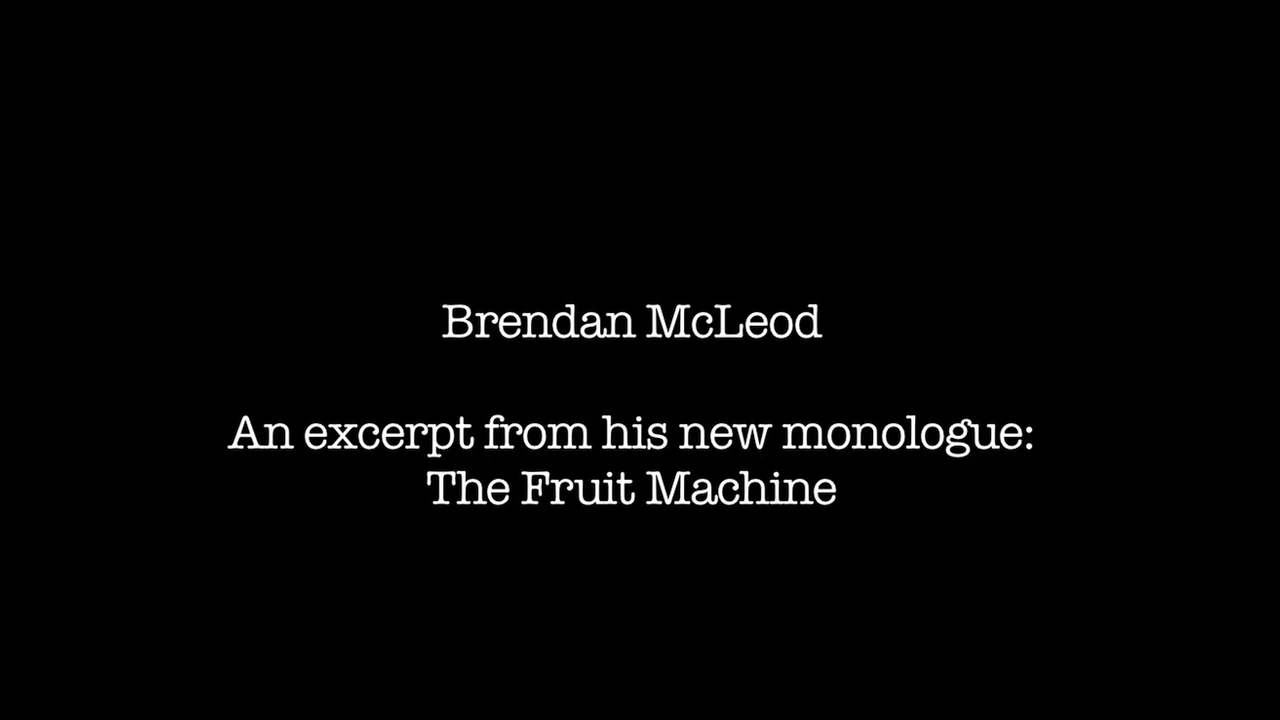 Brendan McLeod
An excerpt from his new monologue:
The Fruit Machine